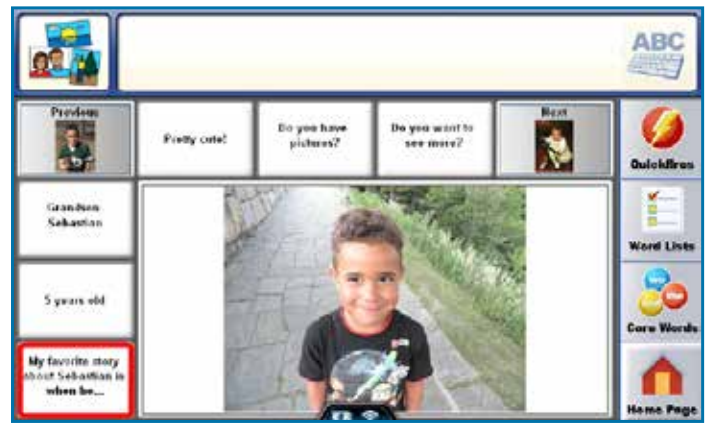 ABC
Previous
Pretty cute!
Do you have
pictures?
Do you want to
see more?
Next
Quickfires
Grandson
Sebastian
Word Lists
5 years old
Core Words
My favorite story
about Sebastian is
when he...
Home Page